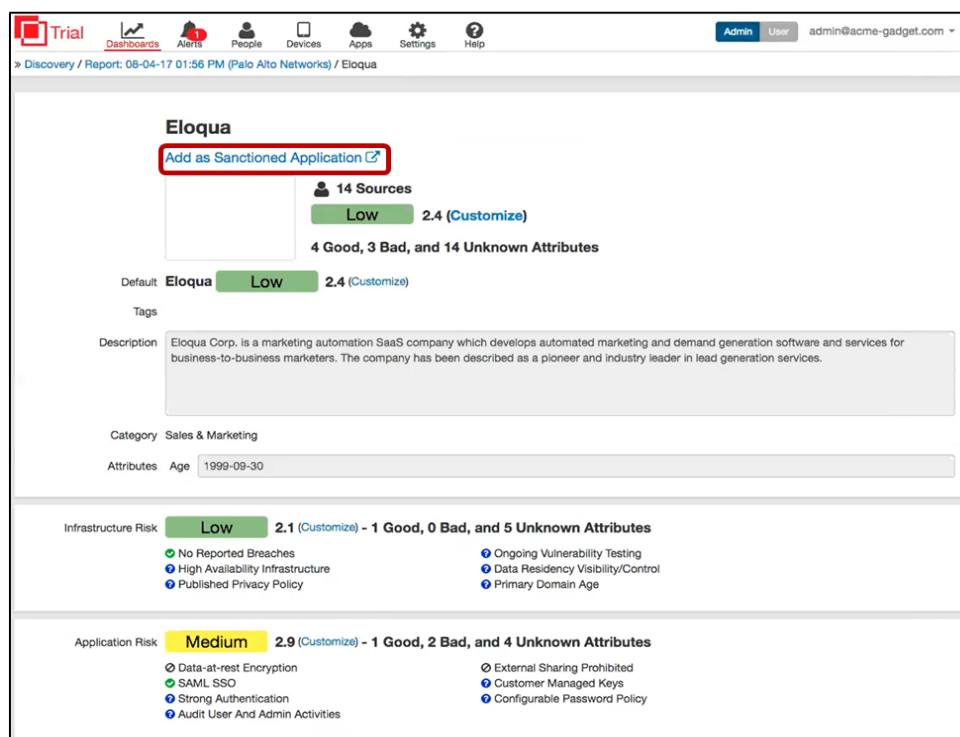 Trial Dashboards Alerts 1 People Devices Apps Settings Help Admin User admin@acme-gadget.com
» Discovery / Report: 08-04-17 01:56 PM (Palo Alto Networks) / Eloqua
Eloqua
Add as Sanctioned Application
14 Sources
Low 2.4 (Customize)
4 Good, 3 Bad, and 14 Unknown Attributes
Default Eloqua Low 2.4 (Customize)
Tags
Description Eloqua Corp. is a marketing automation SaaS company which develops automated marketing and demand generation software and services for
business-to-business marketers. The company has been described as a pioneer and industry leader in lead generation services.
Category Sales & Marketing
Attributes Age 1999-09-30
Infrastructure Risk Low 2.1 (Customize) - 1 Good, 0 Bad, and 5 Unknown Attributes
No Reported Breaches Ongoing Vulnerability Testing
High Availability Infrastructure Data Residency Visibility/Control
Published Privacy Policy Primary Domain Age
Application Risk Medium 2.9 (Customize) - 1 Good, 2 Bad, and 4 Unknown Attributes
Data-at-rest Encryption External Sharing Prohibited
SAML SSO Customer Managed Keys
Strong Authentication Configurable Password Policy
Audit User And Admin Activities